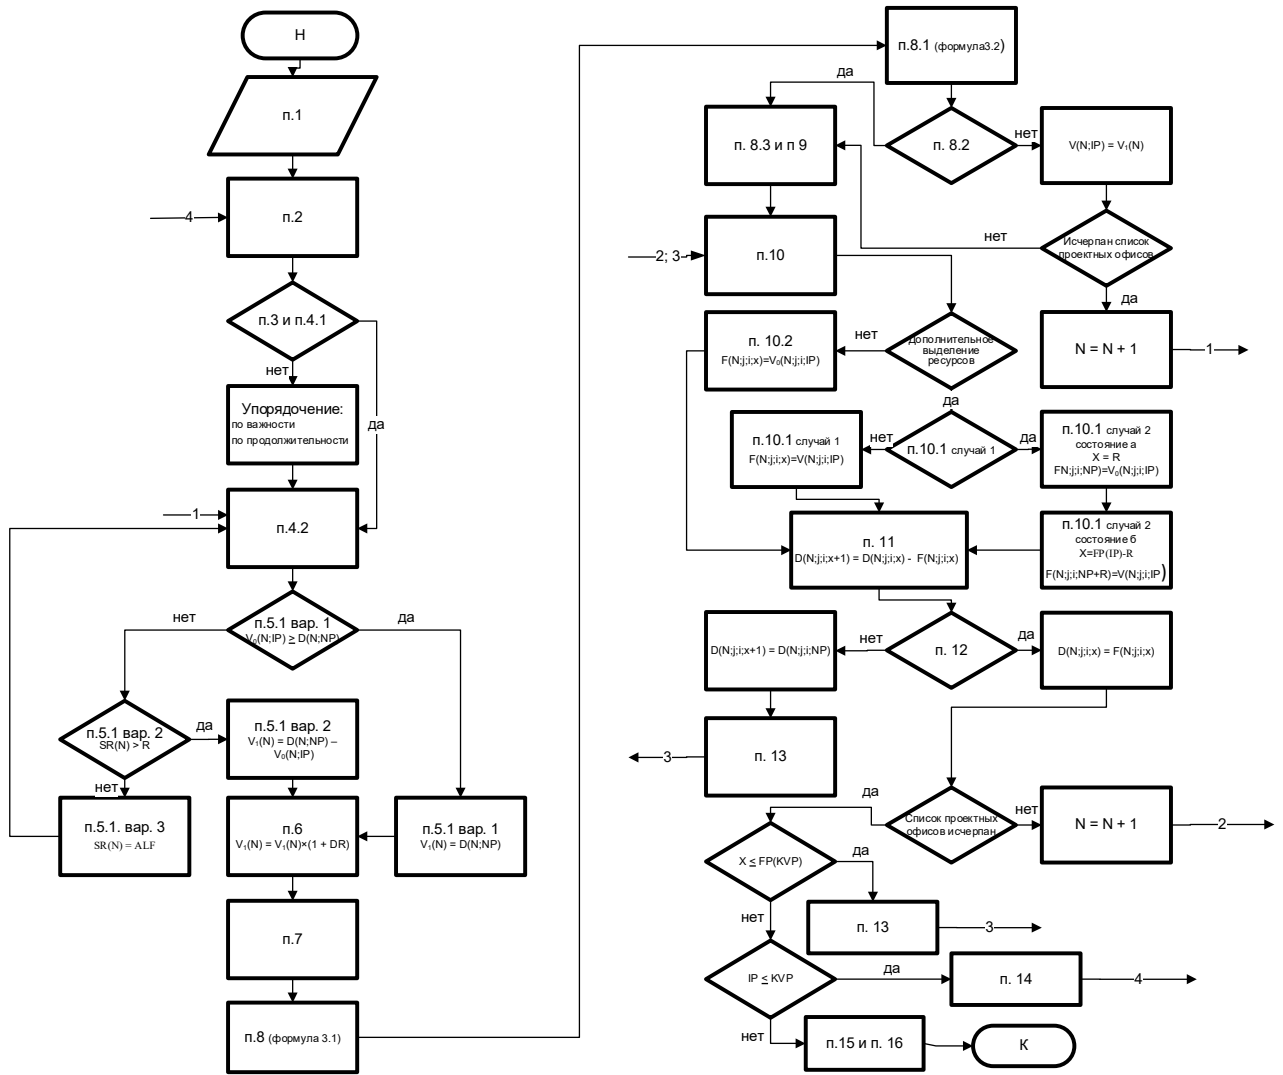 Н
п.1
4
п.2
п.3 и п.4.1
нет
да
Упорядочение:
по важности
по продолжительности
1
п.4.2
п.5.1 вар. 1
V₀(N;IP) ≥ D(N;NP)
нет
да
п.5.1 вар. 2
SR(N) > R
да
нет
п.5.1 вар. 2
V₁(N) = D(N;NP) –
V₀(N;IP)
п.5.1. вар. 3
SR(N) = ALF
п.6
V₁(N) = V₁(N)×(1 + DR)
п.5.1 вар. 1
V₁(N) = D(N;NP)
п.7
п.8 (формула 3.1)
п.8.1 (формула3.2)
да
п. 8.3 и п 9
п. 8.2
нет
V(N;IP) = V₁(N)
нет
Исчерпан список
проектных офисов
да
2; 3
п.10
N = N + 1
1
п. 10.2
F(N;j;i;x)=V₀(N;j;i;IP)
нет
Дополнительное
выделение
ресурсов
да
п.10.1 случай 1
F(N;j;i;x)=V(N;j;i;IP)
нет
п.10.1 случай 1
да
п.10.1 случай 2
состояние а
X = R
FN;j;i;NP)=V₀(N;j;i;IP)
п. 11
D(N;j;i;x+1) = D(N;j;i;x) - F(N;j;i;x)
п.10.1 случай 2
состояние б
X=FP(IP)-R
F(N;j;i;NP+R)=V(N;j;i;IP)
D(N;j;i;x+1) = D(N;j;i;NP)
нет
п. 12
да
D(N;j;i;x) = F(N;j;i;x)
3
п. 13
да
Список проектных
офисов исчерпан
нет
N = N + 1
2
X ≤ FP(KVP)
да
нет
п. 13
3
IP ≤ KVP
да
п. 14
4
нет
п.15 и п. 16
К